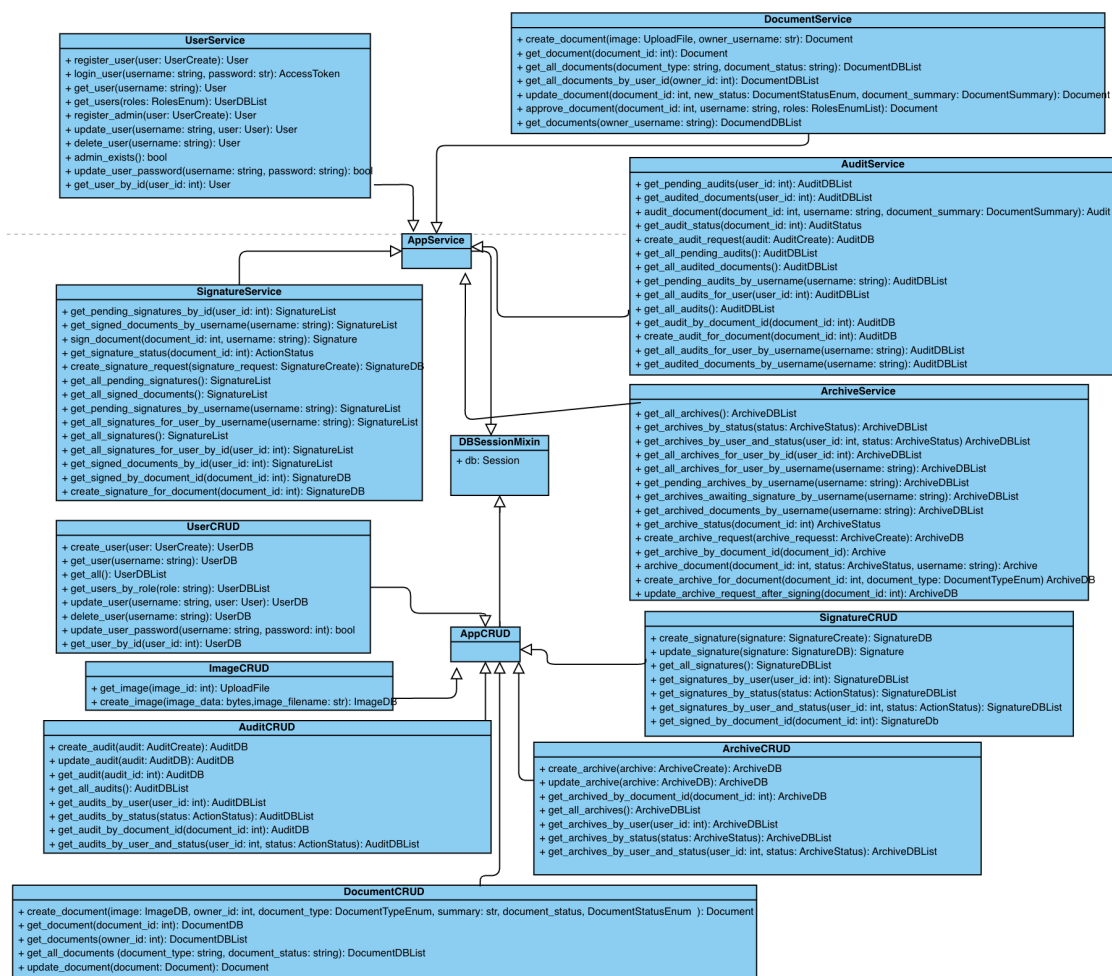 UserService
+ register_user(user: UserCreate): User
+ login_user(username: string, password: str): AccessToken
+ get_user(username: string): User
+ get_users(roles: RolesEnum): UserDBList
+ register_admin(user: UserCreate): User
+ update_user(username: string, user: User): User
+ delete_user(username: string): User
+ admin_exists(): bool
+ update_user_password(username: string, password: string): bool
+ get_user_by_id(user_id: int): User
DocumentService
+ create_document(image: UploadFile, owner_username: str): Document
+ get_document(document_id: int): Document
+ get_all_documents(document_type: string, document_status: string): DocumentDBList
+ get_all_documents_by_user_id(owner_id: int): DocumentDBList
+ update_document(document_id: int, new_status: DocumentStatusEnum, document_summary: DocumentSummary): Document
+ approve_document(document_id: int, username: string, roles: RolesEnumList): Document
+ get_documents(owner_username: string): DocumendDBList
AuditService
+ get_pending_audits(user_id: int): AuditDBList
+ get_audited_documents(user_id: int): AuditDBList
+ audit_document(document_id: int, username: string, document_summary: DocumentSummary): Audit
+ get_audit_status(document_id: int): AuditStatus
+ create_audit_request(audit: AuditCreate): AuditDB
+ get_all_pending_audits(): AuditDBList
+ get_all_audited_documents(): AuditDBList
+ get_pending_audits_by_username(username: string): AuditDBList
+ get_all_audits_for_user(user_id: int): AuditDBList
+ get_all_audits(): AuditDBList
+ get_audit_by_document_id(document_id: int): AuditDB
+ create_audit_for_document(document_id: int): AuditDB
+ get_all_audits_for_user_by_username(username: string): AuditDBList
+ get_audited_documents_by_username(username: string): AuditDBList
AppService
SignatureService
+ get_pending_signatures_by_id(user_id: int): SignatureList
+ get_signed_documents_by_username(username: string): SignatureList
+ sign_document(document_id: int, username: string): Signature
+ get_signature_status(document_id: int): ActionStatus
+ create_signature_request(signature_request: SignatureCreate): SignatureDB
+ get_all_pending_signatures(): SignatureList
+ get_all_signed_documents(): SignatureList
+ get_pending_signatures_by_username(username: string): SignatureList
+ get_all_signatures_for_user_by_username(username: string): SignatureList
+ get_all_signatures(): SignatureList
+ get_all_signatures_for_user_by_id(user_id: int): SignatureList
+ get_signed_documents_by_id(user_id: int): SignatureList
+ get_signed_by_document_id(document_id: int): SignatureDB
+ create_signature_for_document(document_id: int): SignatureDB
ArchiveService
+ get_all_archives(): ArchiveDBList
+ get_archives_by_status(status: ArchiveStatus): ArchiveDBList
+ get_archives_by_user_and_status(user_id: int, status: ArchiveStatus) ArchiveDBList
+ get_all_archives_for_user_by_id(user_id: int): ArchiveDBList
+ get_all_archives_for_user_by_username(username: string): ArchiveDBList
+ get_pending_archives_by_username(username: string): ArchiveDBList
+ get_archives_awaiting_signature_by_username(username: string): ArchiveDBList
+ get_archived_documents_by_username(username: string): ArchiveDBList
+ get_archive_status(document_id: int) ArchiveStatus
+ create_archive_request(archive_requesst: ArchiveCreate): ArchiveDB
+ get_archive_by_document_id(document_id): Archive
+ archive_document(document_id: int, status: ArchiveStatus, username: string): Archive
+ create_archive_for_document(document_id: int, document_type: DocumentTypeEnum) ArchiveDB
+ update_archive_request_after_signing(document_id: int): ArchiveDB
DBSessionMixin
+ db: Session
UserCRUD
+ create_user(user: UserCreate): UserDB
+ get_user(username: string): UserDB
+ get_all(): UserDBList
+ get_users_by_role(role: string): UserDBList
+ update_user(username: string, user: User): UserDB
+ delete_user(username: string): UserDB
+ update_user_password(username: string, password: int): bool
+ get_user_by_id(user_id: int): UserDB
AppCRUD
SignatureCRUD
+ create_signature(signature: SignatureCreate): SignatureDB
+ update_signature(signature: SignatureDB): Signature
+ get_all_signatures(): SignatureDBList
+ get_signatures_by_user(user_id: int): SignatureDBList
+ get_signatures_by_status(status: ActionStatus): SignatureDBList
+ get_signatures_by_user_and_status(user_id: int, status: ActionStatus): SignatureDBList
+ get_signed_by_document_id(document_id: int): SignatureDb
ImageCRUD
+ get_image(image_id: int): UploadFile
+ create_image(image_data: bytes,image_filename: str): ImageDB
AuditCRUD
+ create_audit(audit: AuditCreate): AuditDB
+ update_audit(audit: AuditDB): AuditDB
+ get_audit(audit_id: int): AuditDB
+ get_all_audits(): AuditDBList
+ get_audits_by_user(user_id: int): AuditDBList
+ get_audits_by_status(status: ActionStatus): AuditDBList
+ get_audit_by_document_id(document_id: int): AuditDB
+ get_audits_by_user_and_status(user_id: int, status: ActionStatus): AuditDBList
ArchiveCRUD
+ create_archive(archive: ArchiveCreate): ArchiveDB
+ update_archive(archive: ArchiveDB): ArchiveDB
+ get_archived_by_document_id(document_id: int): ArchiveDB
+ get_all_archives(): ArchiveDBList
+ get_archives_by_user(user_id: int): ArchiveDBList
+ get_archives_by_status(status: ArchiveStatus): ArchiveDBList
+ get_archives_by_user_and_status(user_id: int, status: ArchiveStatus): ArchiveDBList
DocumentCRUD
+ create_document(image: ImageDB, owner_id: int, document_type: DocumentTypeEnum, summary: str, document_status, DocumentStatusEnum ): Document
+ get_document(document_id: int): DocumentDB
+ get_documents(owner_id: int): DocumentDBList
+ get_all_documents (document_type: string, document_status: string): DocumentDBList
+ update_document(document: Document): Document